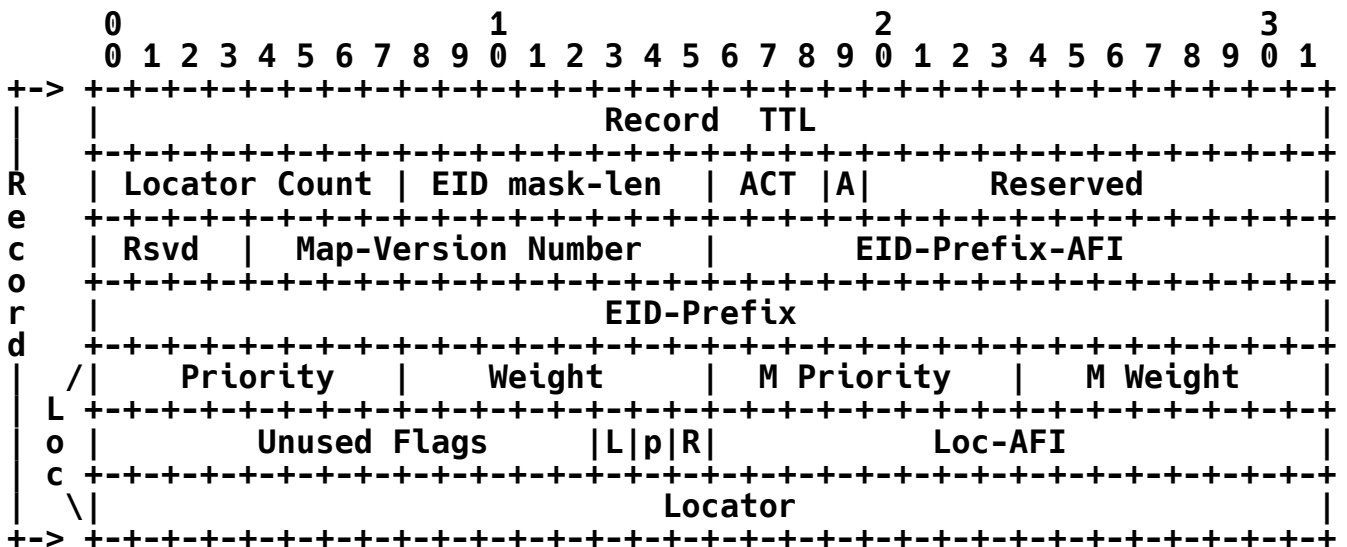 0                   1                   2                   3
        0 1 2 3 4 5 6 7 8 9 0 1 2 3 4 5 6 7 8 9 0 1 2 3 4 5 6 7 8 9 0 1
+->    +-+-+-+-+-+-+-+-+-+-+-+-+-+-+-+-+-+-+-+-+-+-+-+-+-+-+-+-+-+-+-+-+
|      |                          Record  TTL                          |
|      +-+-+-+-+-+-+-+-+-+-+-+-+-+-+-+-+-+-+-+-+-+-+-+-+-+-+-+-+-+-+-+-+
R      | Locator Count | EID mask-len  | ACT |A|       Reserved        |
e      +-+-+-+-+-+-+-+-+-+-+-+-+-+-+-+-+-+-+-+-+-+-+-+-+-+-+-+-+-+-+-+-+
c      | Rsvd  |  Map-Version Number   |        EID-Prefix-AFI         |
o      +-+-+-+-+-+-+-+-+-+-+-+-+-+-+-+-+-+-+-+-+-+-+-+-+-+-+-+-+-+-+-+-+
r      |                          EID-Prefix                           |
d      +-+-+-+-+-+-+-+-+-+-+-+-+-+-+-+-+-+-+-+-+-+-+-+-+-+-+-+-+-+-+-+-+
|     /|    Priority   |    Weight     |  M Priority   |   M Weight    |
|    L +-+-+-+-+-+-+-+-+-+-+-+-+-+-+-+-+-+-+-+-+-+-+-+-+-+-+-+-+-+-+-+-+
|    o |        Unused Flags     |L|p|R|           Loc-AFI             |
|    c +-+-+-+-+-+-+-+-+-+-+-+-+-+-+-+-+-+-+-+-+-+-+-+-+-+-+-+-+-+-+-+-+
|     \|                             Locator                           |
+->    +-+-+-+-+-+-+-+-+-+-+-+-+-+-+-+-+-+-+-+-+-+-+-+-+-+-+-+-+-+-+-+-+